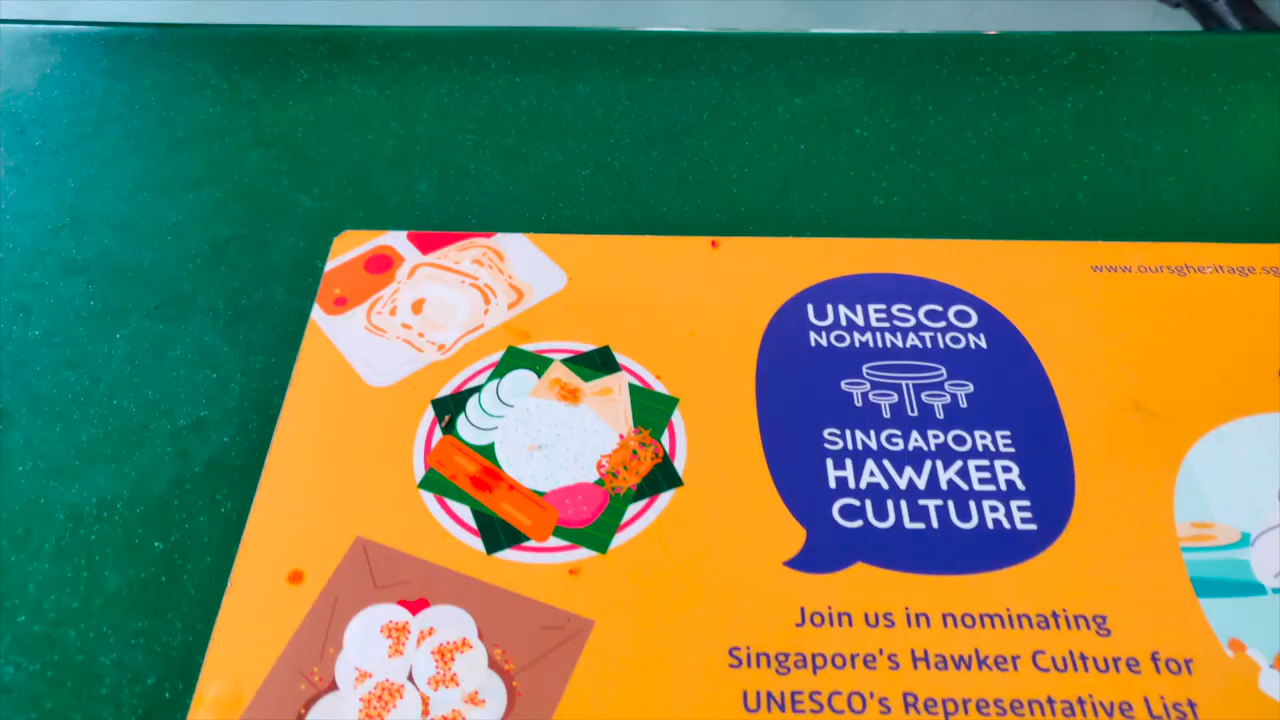 www.oursgheritage.sg
UNESCO
NOMINATION
SINGAPORE
HAWKER
CULTURE
Join us in nominating
Singapore's Hawker Culture for
UNESCO's Representative List